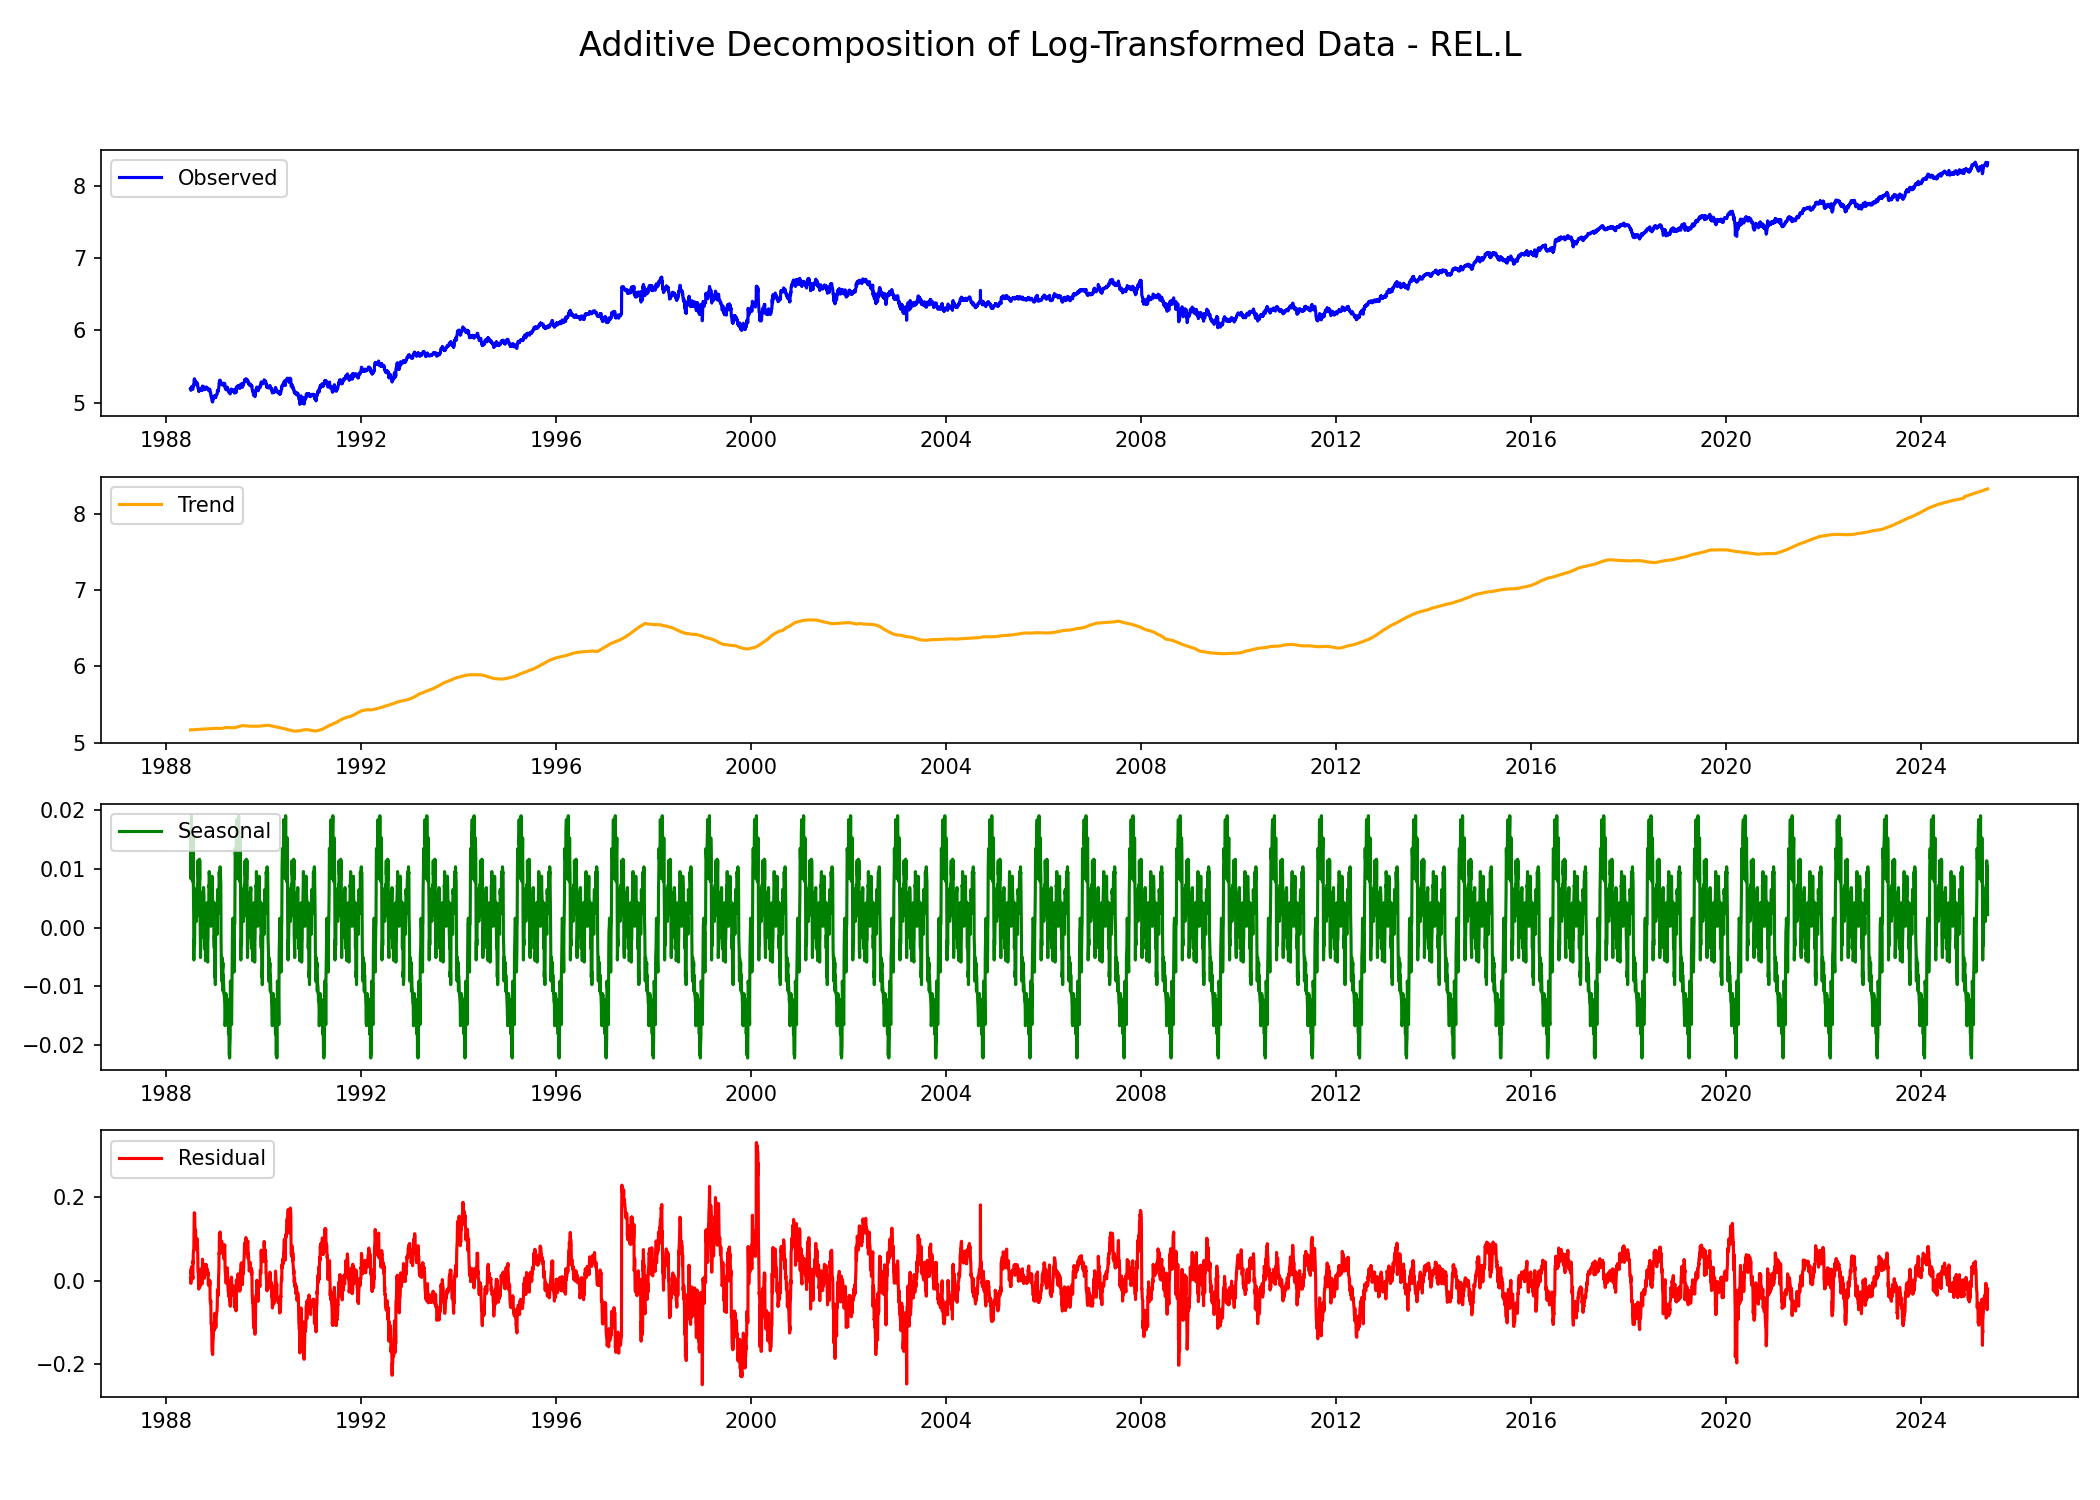 Additive Decomposition of Log-Transformed Data - REL.L
Observed
8
7
6
5
1988 1992 1996 2000 2004 2008 2012 2016 2020 2024
Trend
8
7
6
5
1988 1992 1996 2000 2004 2008 2012 2016 2020 2024
0.02
Seasonal
0.01
0.00
−0.01
−0.02
1988 1992 1996 2000 2004 2008 2012 2016 2020 2024
Residual
0.2
0.0
−0.2
1988 1992 1996 2000 2004 2008 2012 2016 2020 2024